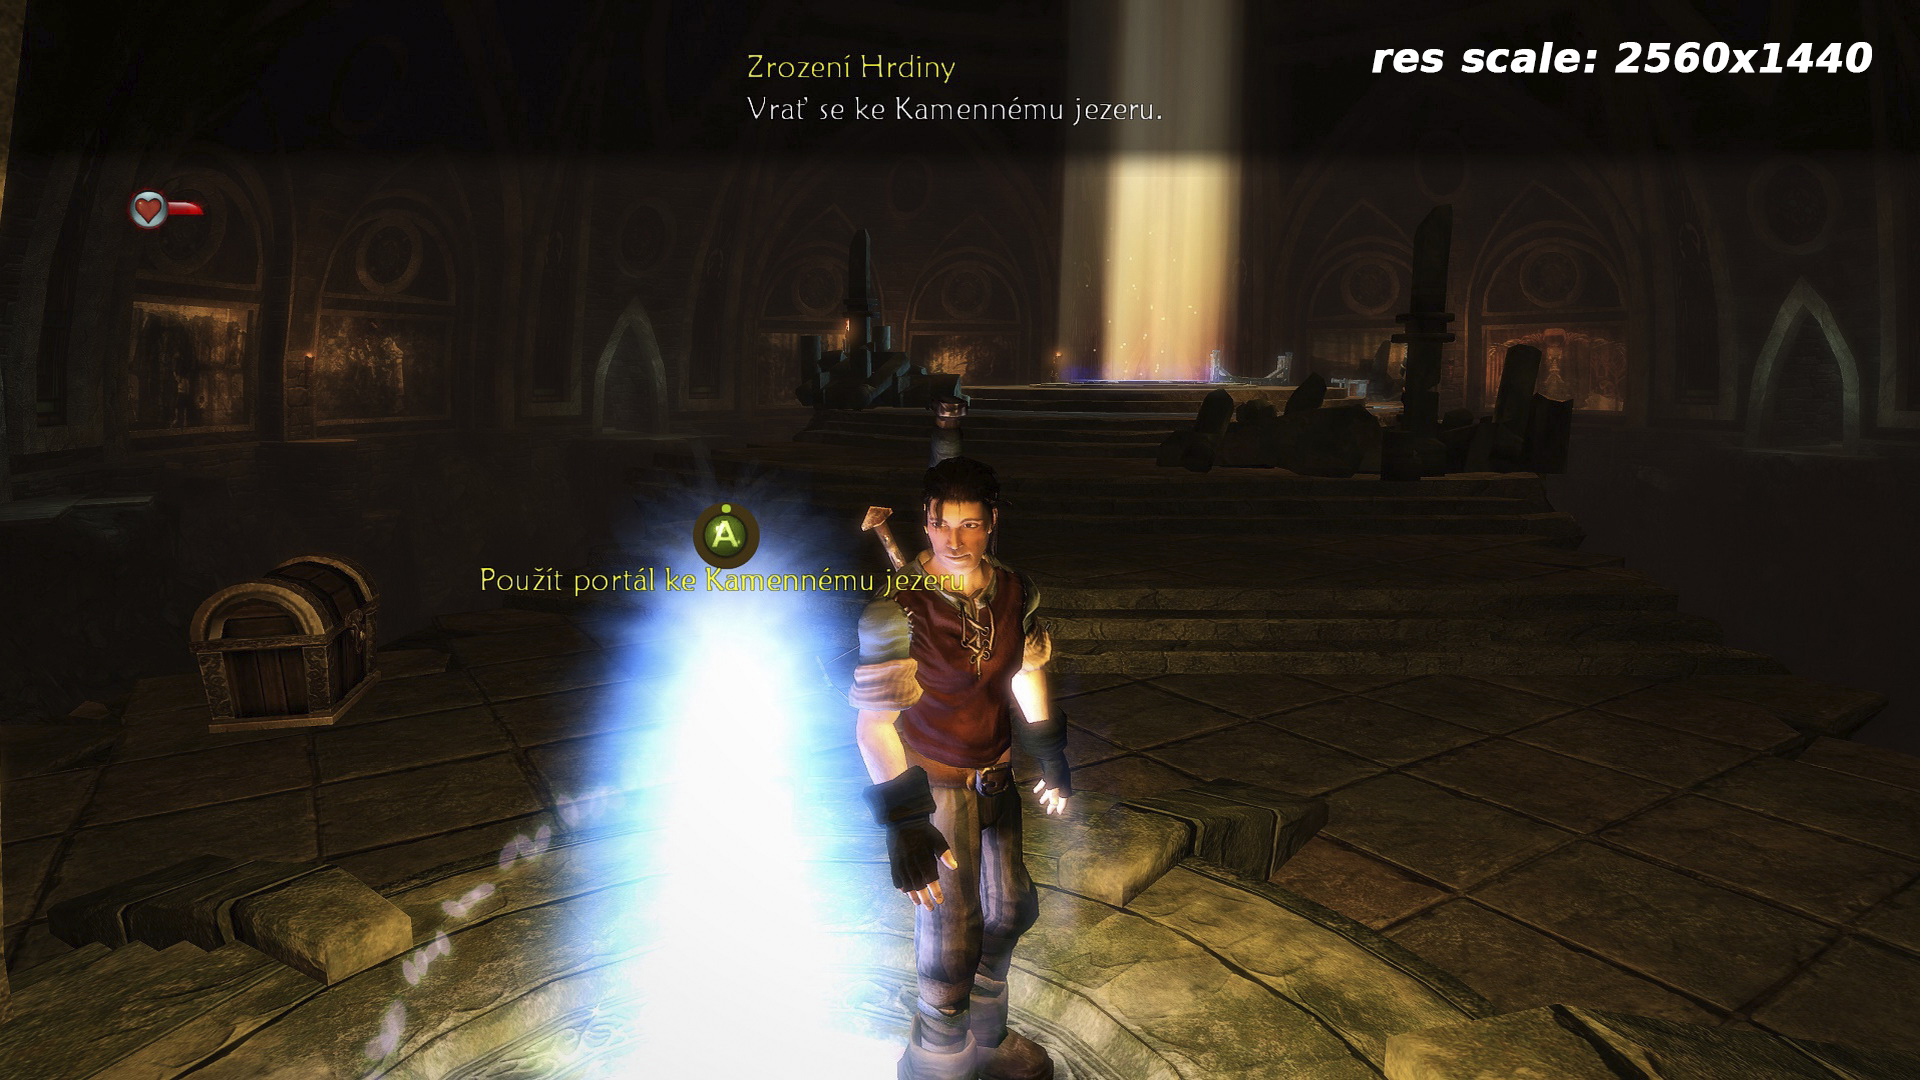 Zrození Hrdiny
res scale: 2560x1440
Vrať se ke Kamennému jezeru.
A
Použít portál ke Kamennému jezeru